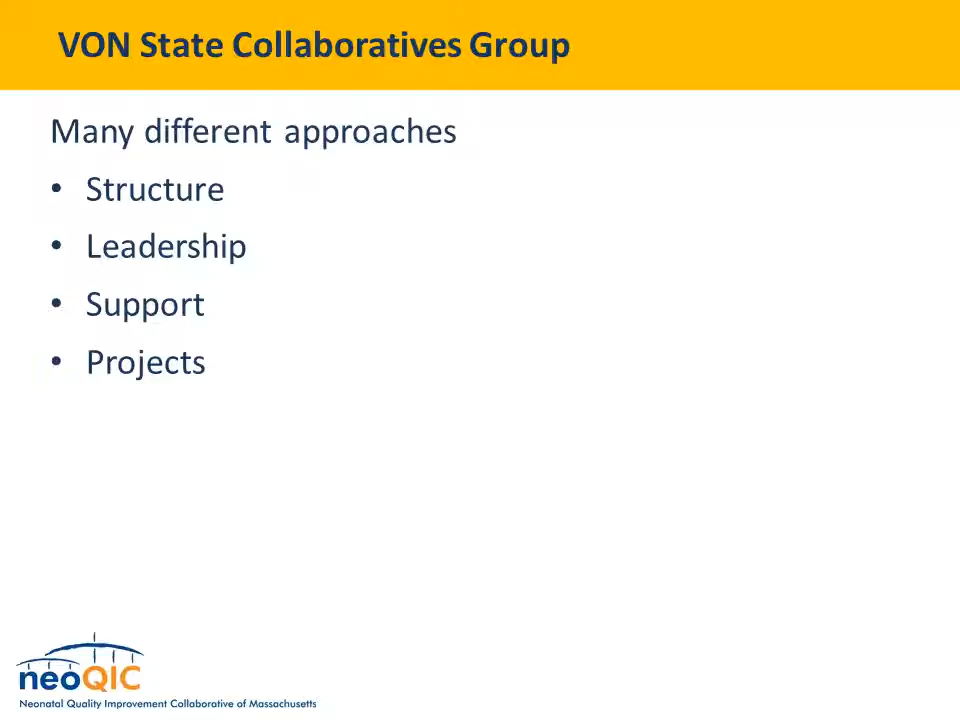 VON State Collaboratives Group
Many different approaches
• Structure
• Leadership
• Support
• Projects
neoQIC
Neonatal Quality Improvement Collaborative of Massachusetts